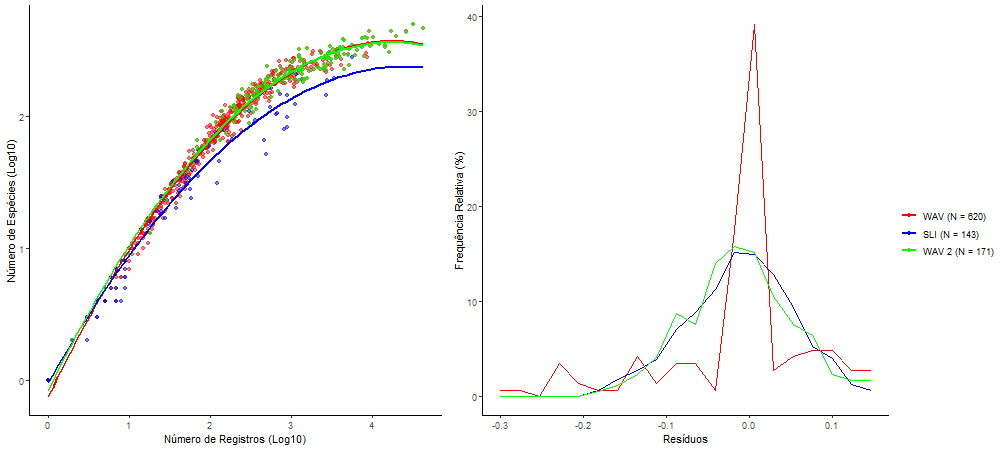 Número de Espécies (Log10)
2
1
0
0
1
2
3
4
Número de Registros (Log10)
Frequência Relativa (%)
40
30
20
10
0
-0.3
-0.2
-0.1
0.0
0.1
Resíduos
WAV (N = 620)
SLI (N = 143)
WAV 2 (N = 171)